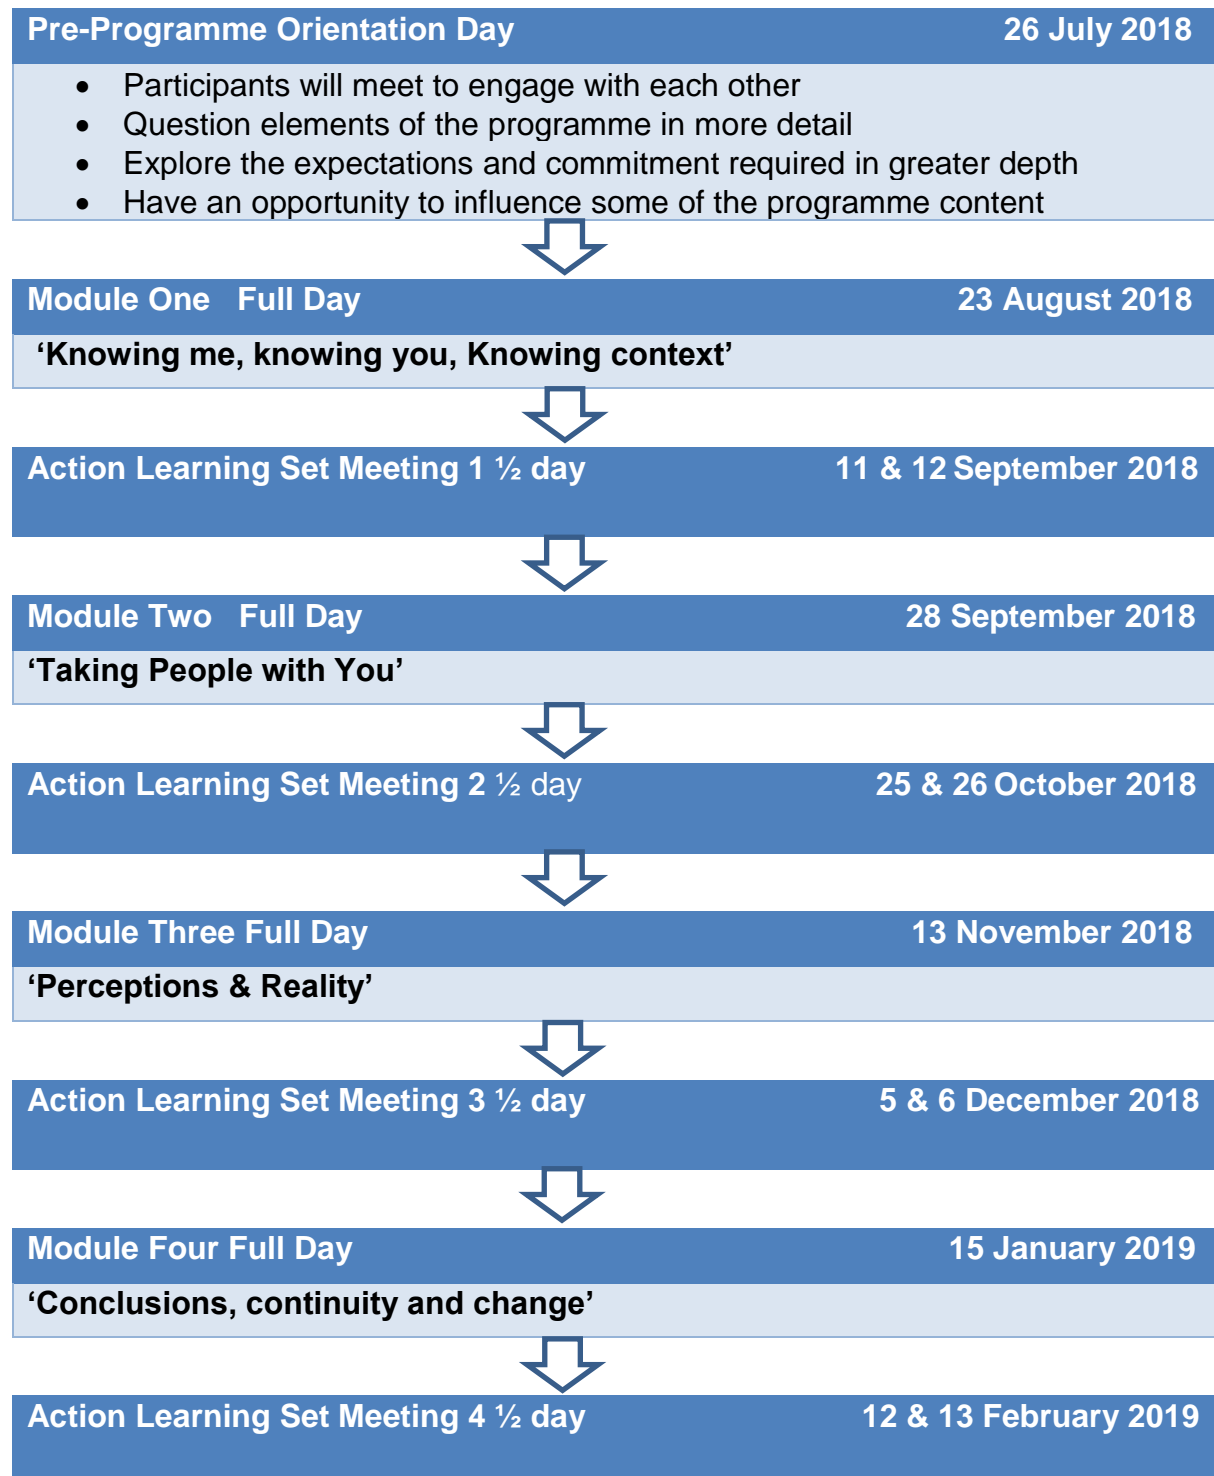 Pre-Programme Orientation Day 26 July 2018
• Participants will meet to engage with each other
• Question elements of the programme in more detail
• Explore the expectations and commitment required in greater depth
• Have an opportunity to influence some of the programme content
Module One Full Day 23 August 2018
‘Knowing me, knowing you, Knowing context’
Action Learning Set Meeting 1 ½ day 11 & 12 September 2018
Module Two Full Day 28 September 2018
‘Taking People with You’
Action Learning Set Meeting 2 ½ day 25 & 26 October 2018
Module Three Full Day 13 November 2018
‘Perceptions & Reality’
Action Learning Set Meeting 3 ½ day 5 & 6 December 2018
Module Four Full Day 15 January 2019
‘Conclusions, continuity and change’
Action Learning Set Meeting 4 ½ day 12 & 13 February 2019